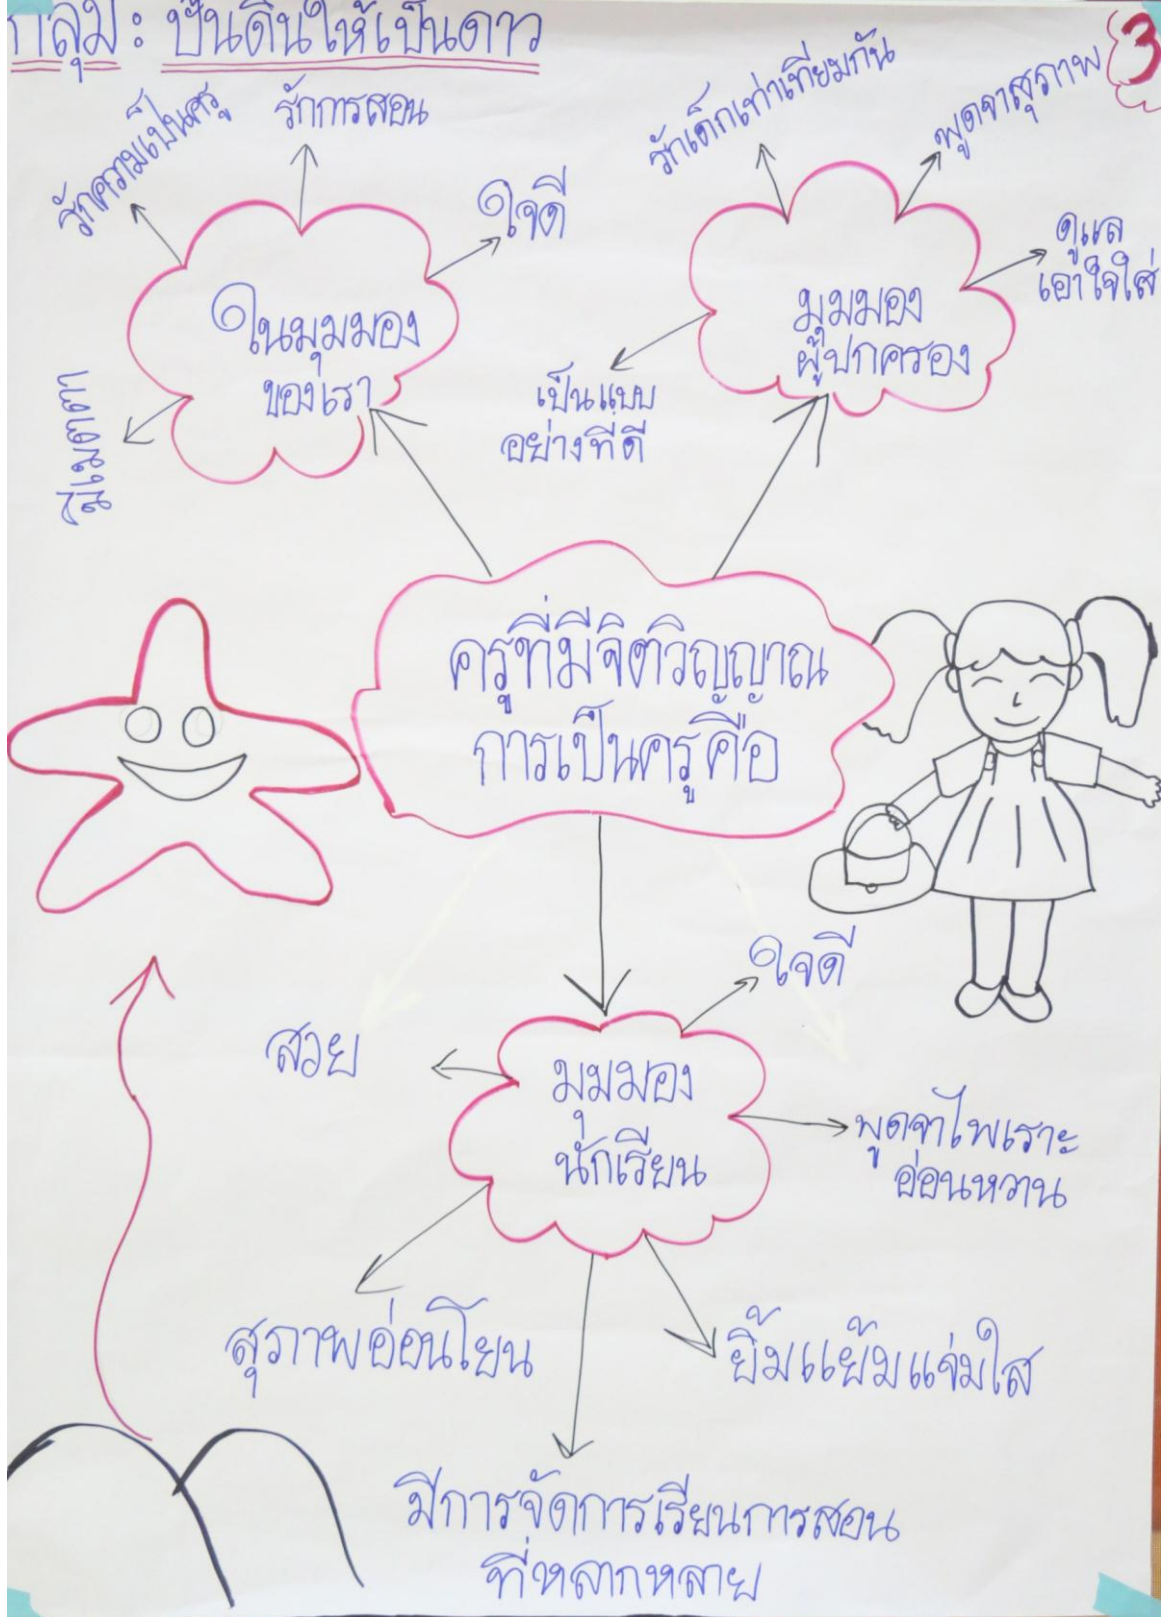 กลุ่ม : ปั้นดินให้เป็นดาว
3
รักความเป็นครู
รักการสอน
ใจดี
ในมุมมอง
ของเรา
มีเมตตา
รักเด็กเท่าเทียมกัน
พูดจาสุภาพ
ดูแล
เอาใจใส่
มุมมอง
ผู้ปกครอง
เป็นแบบ
อย่างที่ดี
ครูที่มีจิตวิญญาณ
การเป็นครูคือ
ใจดี
สวย
มุมมอง
นักเรียน
พูดจาไพเราะ
อ่อนหวาน
สุภาพอ่อนโยน
ยิ้มแย้มแจ่มใส
มีการจัดการเรียนการสอน
ที่หลากหลาย